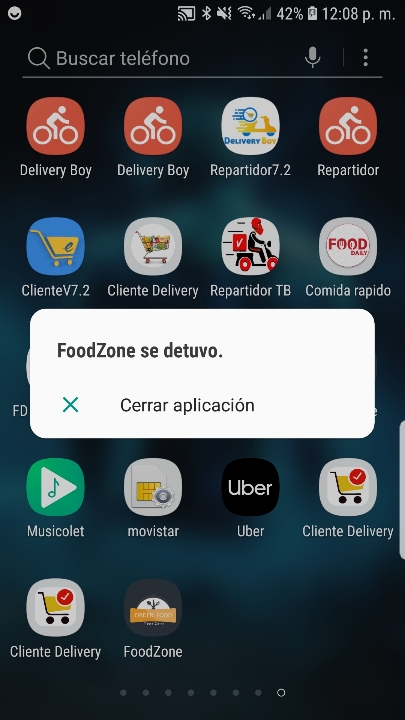 42% 12:08 p. m.
Buscar teléfono
Delivery Boy
Delivery Boy
DELIVERY BOY
Repartidor7.2
Repartidor
ClienteV7.2
Cliente Delivery
Repartidor TB
FOOD
DAILY
Comida rapido
FoodZone se detuvo.
Cerrar aplicación
FD
e
Musicolet
movistar
Uber
Uber
Cliente Delivery
Cliente Delivery
ORDER FOOD
FoodZone